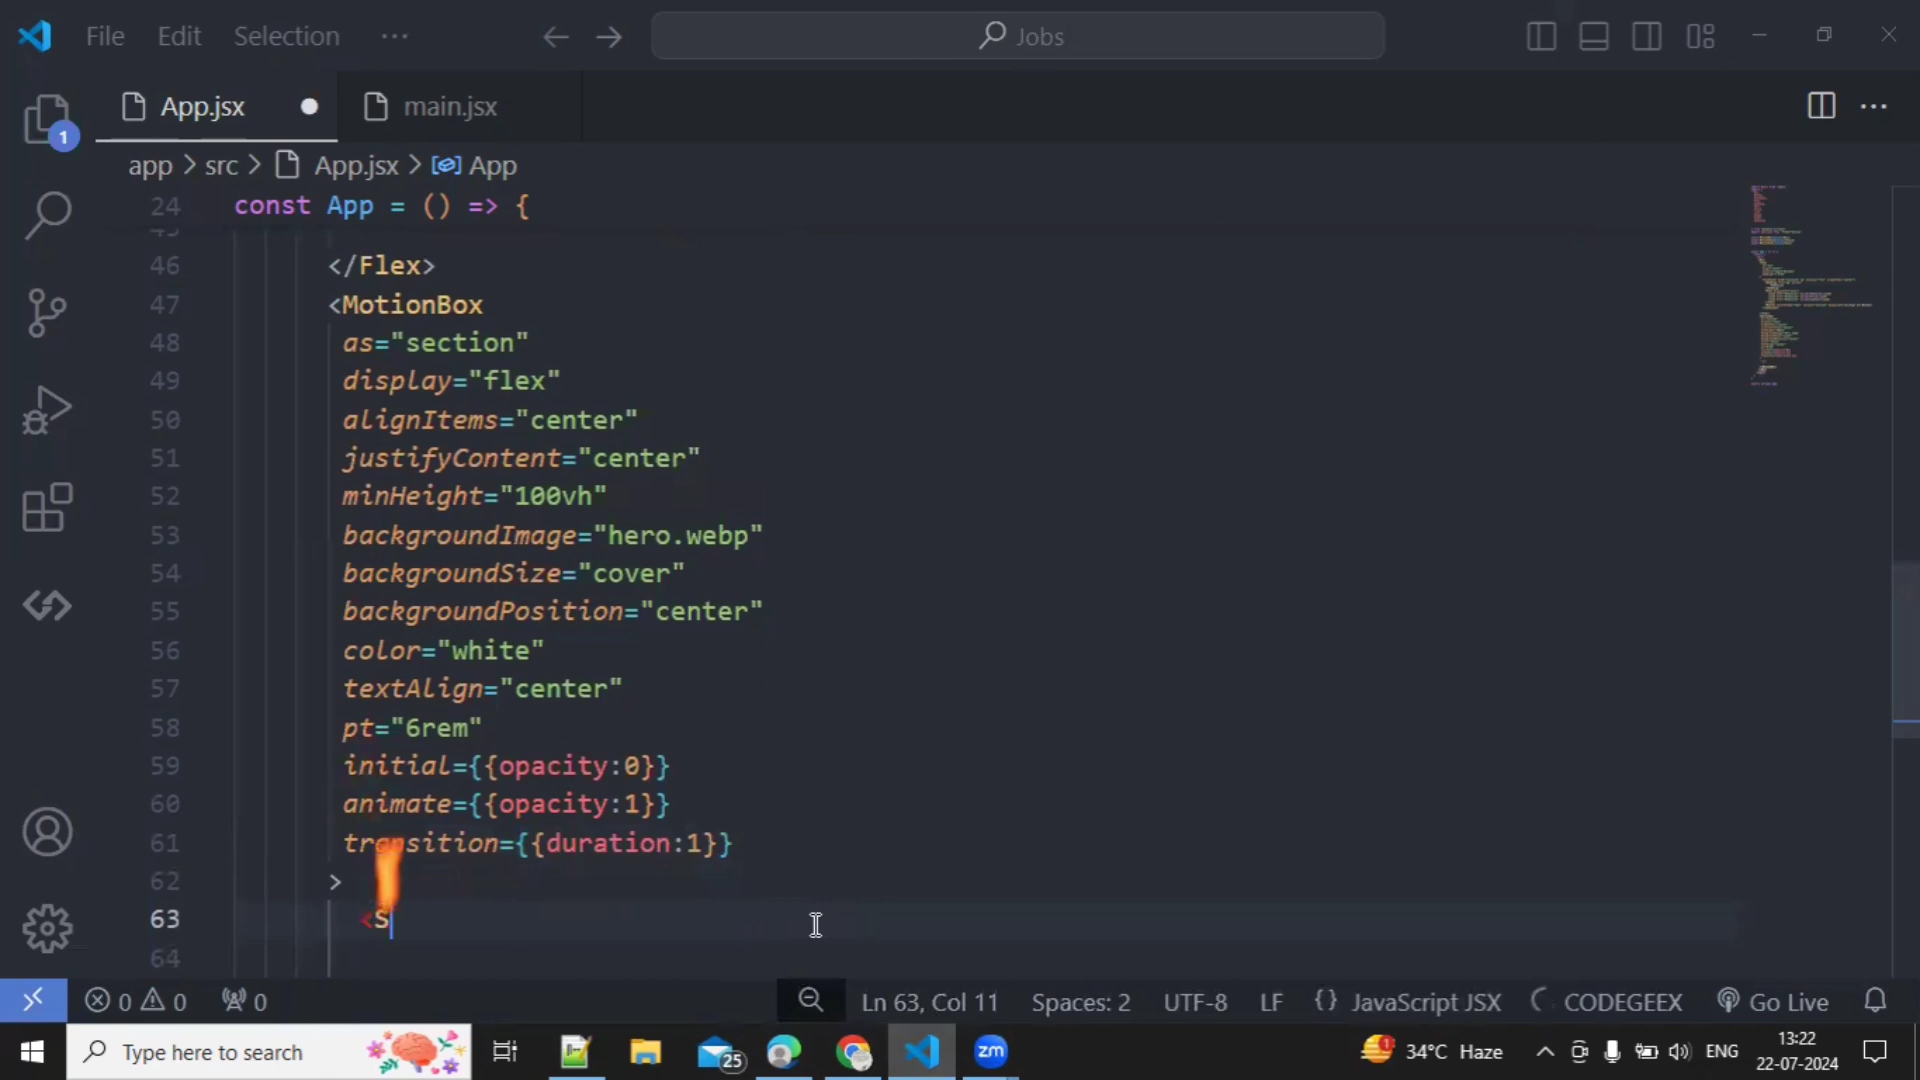 File Edit Selection ··· Jobs
App.jsx main.jsx ···
1
app > src > App.jsx > App
24 const App = () => {
45
46 </Flex>
47 <MotionBox
48 as="section"
49 display="flex"
50 alignItems="center"
51 justifyContent="center"
52 minHeight="100vh"
53 backgroundImage="hero.webp"
54 backgroundSize="cover"
55 backgroundPosition="center"
56 color="white"
57 textAlign="center"
58 pt="6rem"
59 initial={{opacity:0}}
60 animate={{opacity:1}}
61 transition={{duration:1}}
62 >
63 <S
64
0 0 0 Ln 63, Col 11 Spaces: 2 UTF-8 LF {} JavaScript JSX CODEGEEX Go Live
Type here to search 25 zm 1 34°C Haze ENG 13:22
22-07-2024